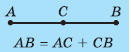 A C B
AB = AC + CB